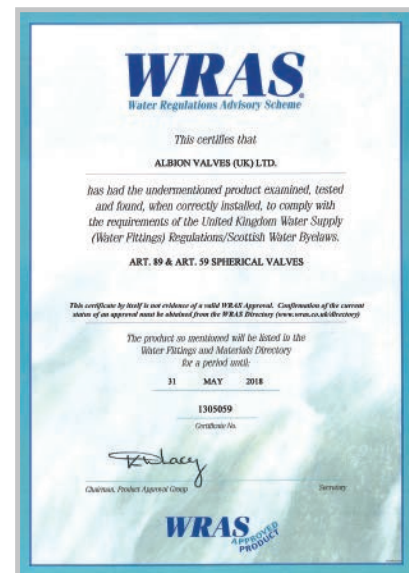 WRAS
Water Regulations Advisory Scheme
This certifies that
ALBION VALVES (UK) LTD.
has had the undermentioned product examined, tested
and found, when correctly installed, to comply with
the requirements of the United Kingdom Water Supply
(Water Fittings) Regulations/Scottish Water Byelaws.
ART. 89 & ART. 59 SPHERICAL VALVES
This certificate by itself is not evidence of a valid WRAS Approval. Confirmation of the current
status of an approval must be obtained from the WRAS Directory (www.wras.co.uk/directory)
The product so mentioned will be listed in the
Water Fittings and Materials Directory
for a period until:
31 MAY 2018
1305059
Certificate No.
Chairman, Product Approval Group Secretary
WRAS APPROVED
PRODUCT